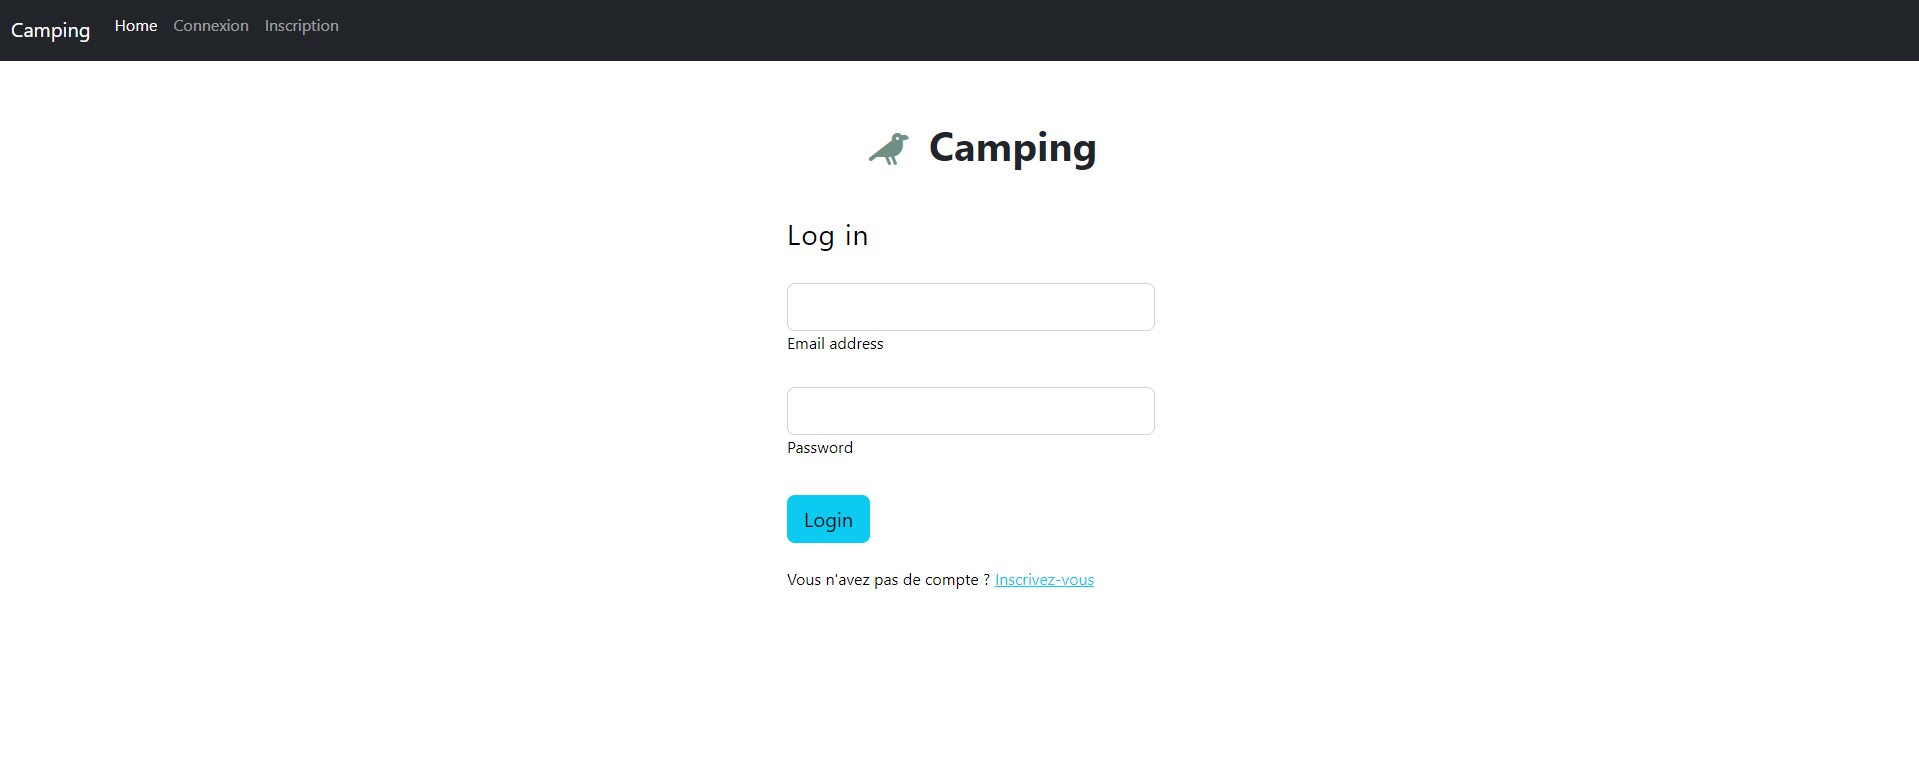 Camping Home Connexion Inscription
Camping
Log in
Email address
Password
Login
Vous n'avez pas de compte ? Inscrivez-vous